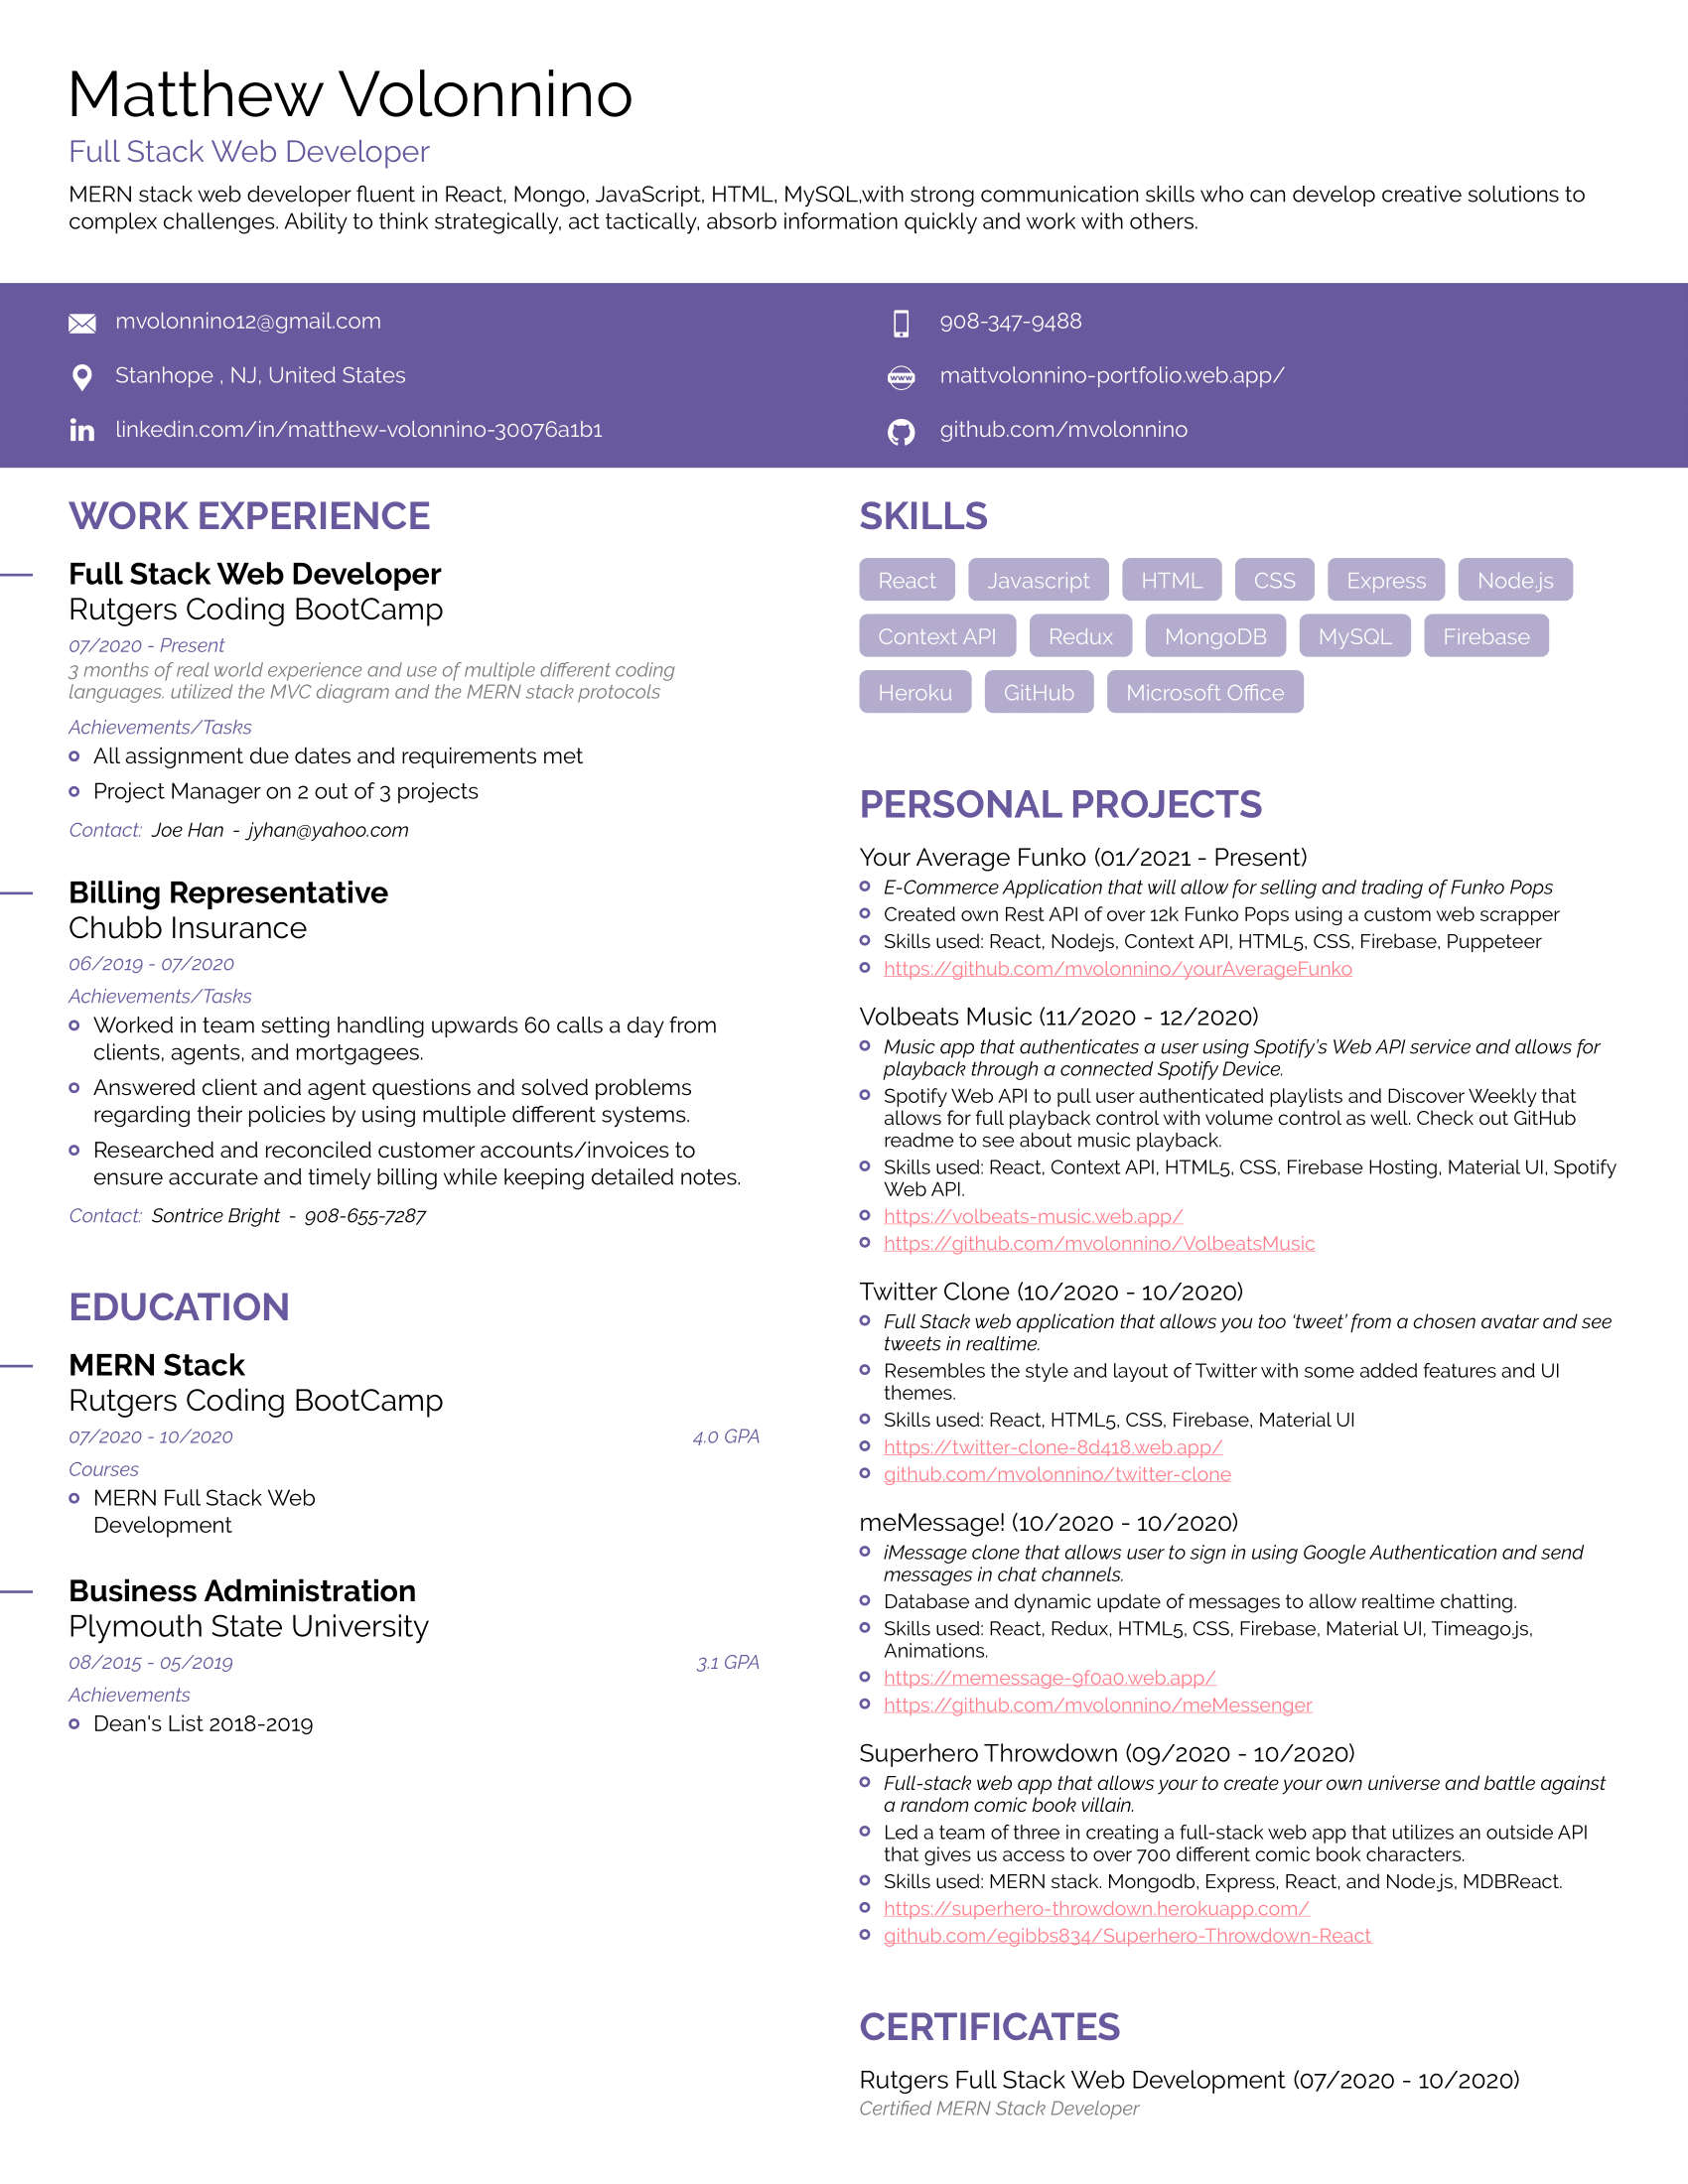 Matthew Volonnino
Full Stack Web Developer
MERN stack web developer fluent in React, Mongo, JavaScript, HTML, MySQL,with strong communication skills who can develop creative solutions to
complex challenges. Ability to think strategically, act tactically, absorb information quickly and work with others.
mvolonnino12@gmail.com
Stanhope , NJ, United States
linkedin.com/in/matthew-volonnino-30076a1b1
908-347-9488
www
mattvolonnino-portfolio.web.app/
github.com/mvolonnino
WORK EXPERIENCE
Full Stack Web Developer
Rutgers Coding BootCamp
07/2020 - Present
3 months of real world experience and use of multiple different coding
languages. utilized the MVC diagram and the MERN stack protocols
Achievements/Tasks
All assignment due dates and requirements met
Project Manager on 2 out of 3 projects
Contact: Joe Han - jyhan@yahoo.com
Billing Representative
Chubb Insurance
06/2019 - 07/2020
Achievements/Tasks
Worked in team setting handling upwards 60 calls a day from
clients, agents, and mortgagees.
Answered client and agent questions and solved problems
regarding their policies by using multiple different systems.
Researched and reconciled customer accounts/invoices to
ensure accurate and timely billing while keeping detailed notes.
Contact: Sontrice Bright - 908-655-7287
EDUCATION
MERN Stack
Rutgers Coding BootCamp
07/2020 - 10/2020 4.0 GPA
Courses
MERN Full Stack Web
Development
Business Administration
Plymouth State University
08/2015 - 05/2019 3.1 GPA
Achievements
Dean's List 2018-2019
SKILLS
React Javascript HTML CSS Express Node.js
Context API Redux MongoDB MySQL Firebase
Heroku GitHub Microsoft Office
PERSONAL PROJECTS
Your Average Funko (01/2021 - Present)
E-Commerce Application that will allow for selling and trading of Funko Pops
Created own Rest API of over 12k Funko Pops using a custom web scrapper
Skills used: React, Nodejs, Context API, HTML5, CSS, Firebase, Puppeteer
https://github.com/mvolonnino/yourAverageFunko
Volbeats Music (11/2020 - 12/2020)
Music app that authenticates a user using Spotify's Web API service and allows for
playback through a connected Spotify Device.
Spotify Web API to pull user authenticated playlists and Discover Weekly that
allows for full playback control with volume control as well. Check out GitHub
readme to see about music playback.
Skills used: React, Context API, HTML5, CSS, Firebase Hosting, Material UI, Spotify
Web API.
https://volbeats-music.web.app/
https://github.com/mvolonnino/VolbeatsMusic
Twitter Clone (10/2020 - 10/2020)
Full Stack web application that allows you too ‘tweet’ from a chosen avatar and see
tweets in realtime.
Resembles the style and layout of Twitter with some added features and UI
themes.
Skills used: React, HTML5, CSS, Firebase, Material UI
https://twitter-clone-8d418.web.app/
github.com/mvolonnino/twitter-clone
meMessage! (10/2020 - 10/2020)
iMessage clone that allows user to sign in using Google Authentication and send
messages in chat channels.
Database and dynamic update of messages to allow realtime chatting.
Skills used: React, Redux, HTML5, CSS, Firebase, Material UI, Timeago.js,
Animations.
https://memessage-9f0a0.web.app/
https://github.com/mvolonnino/meMessenger
Superhero Throwdown (09/2020 - 10/2020)
Full-stack web app that allows your to create your own universe and battle against
a random comic book villain.
Led a team of three in creating a full-stack web app that utilizes an outside API
that gives us access to over 700 different comic book characters.
Skills used: MERN stack. Mongodb, Express, React, and Node.js, MDBReact.
https://superhero-throwdown.herokuapp.com/
github.com/egibbs834/Superhero-Throwdown-React
CERTIFICATES
Rutgers Full Stack Web Development (07/2020 - 10/2020)
Certified MERN Stack Developer